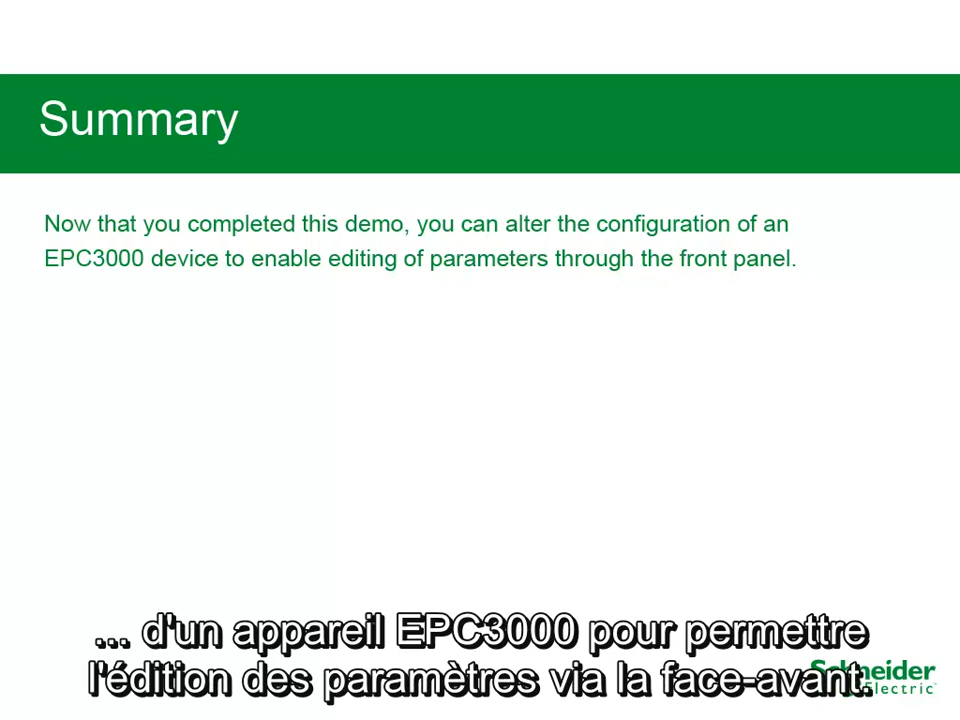 Summary
Now that you completed this demo, you can alter the configuration of an
EPC3000 device to enable editing of parameters through the front panel.
... d'un appareil EPC3000 pour permettre
l'édition des paramètres via la face-avant.
Schneider
Electric